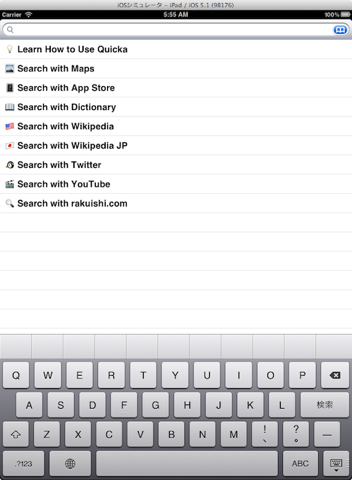 iOSシミュレータ - iPad / iOS 5.1 (9B176)
Carrier 5:55 AM
Learn How to Use Quicka
Search with Maps
Search with App Store
Search with Dictionary
Search with Wikipedia
Search with Wikipedia JP
Search with Twitter
Search with YouTube
Search with rakuishi.com
Q W E R T Y U I O P
A S D F G H J K L 検索
Z X C V B N M ! 、 ? 。 —
.?123 ABC